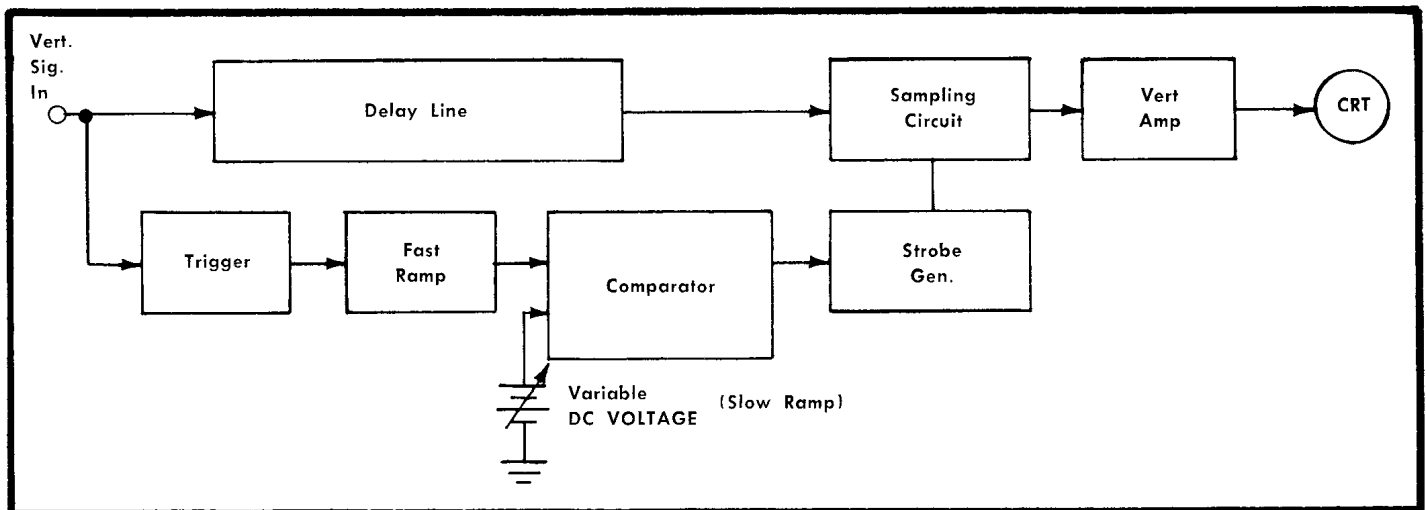 Vert.
Sig.
In
Delay Line
Sampling
Circuit
Vert
Amp
CRT
Trigger
Fast
Ramp
Comparator
Strobe
Gen.
Variable
DC VOLTAGE
(Slow Ramp)